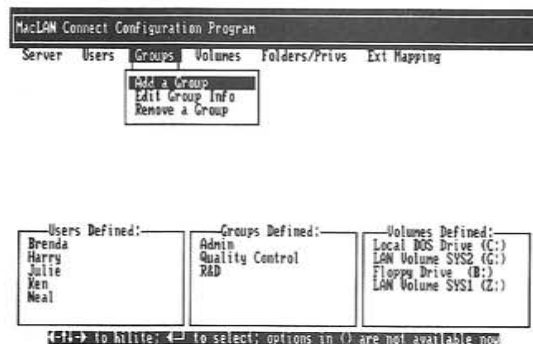 MacLAN Connect Configuration Program
Server Users Groups Volumes Folders/Privs Ext Mapping
Add a Group
Edit Group Info
Remove a Group
Users Defined:
Brenda
Harry
Julie
Ken
Neal
Groups Defined:
Admin
Quality Control
R&D
Volumes Defined:
Local DOS Drive (C:)
LAN Volume SYS2 (G:)
Floppy Drive (B:)
LAN Volume SYS1 (Z:)
←↑↓→ to hilite; ↵ to select; options in () are not available now